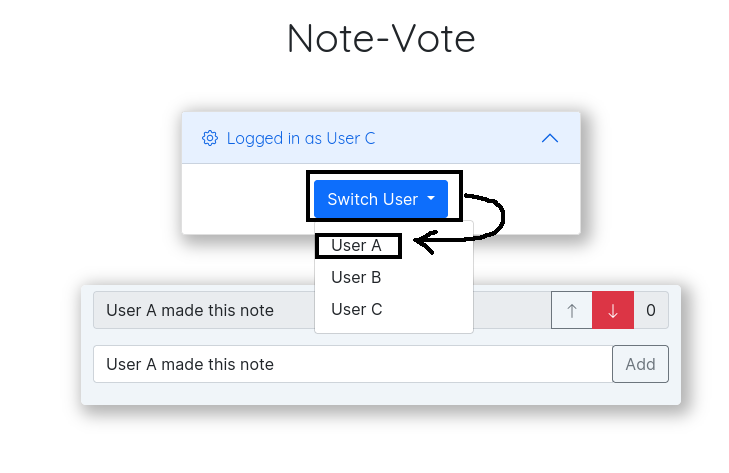 Note-Vote
Logged in as User C
Switch User
User A
User B
User C
User A made this note
↑ ↓ 0
User A made this note
Add